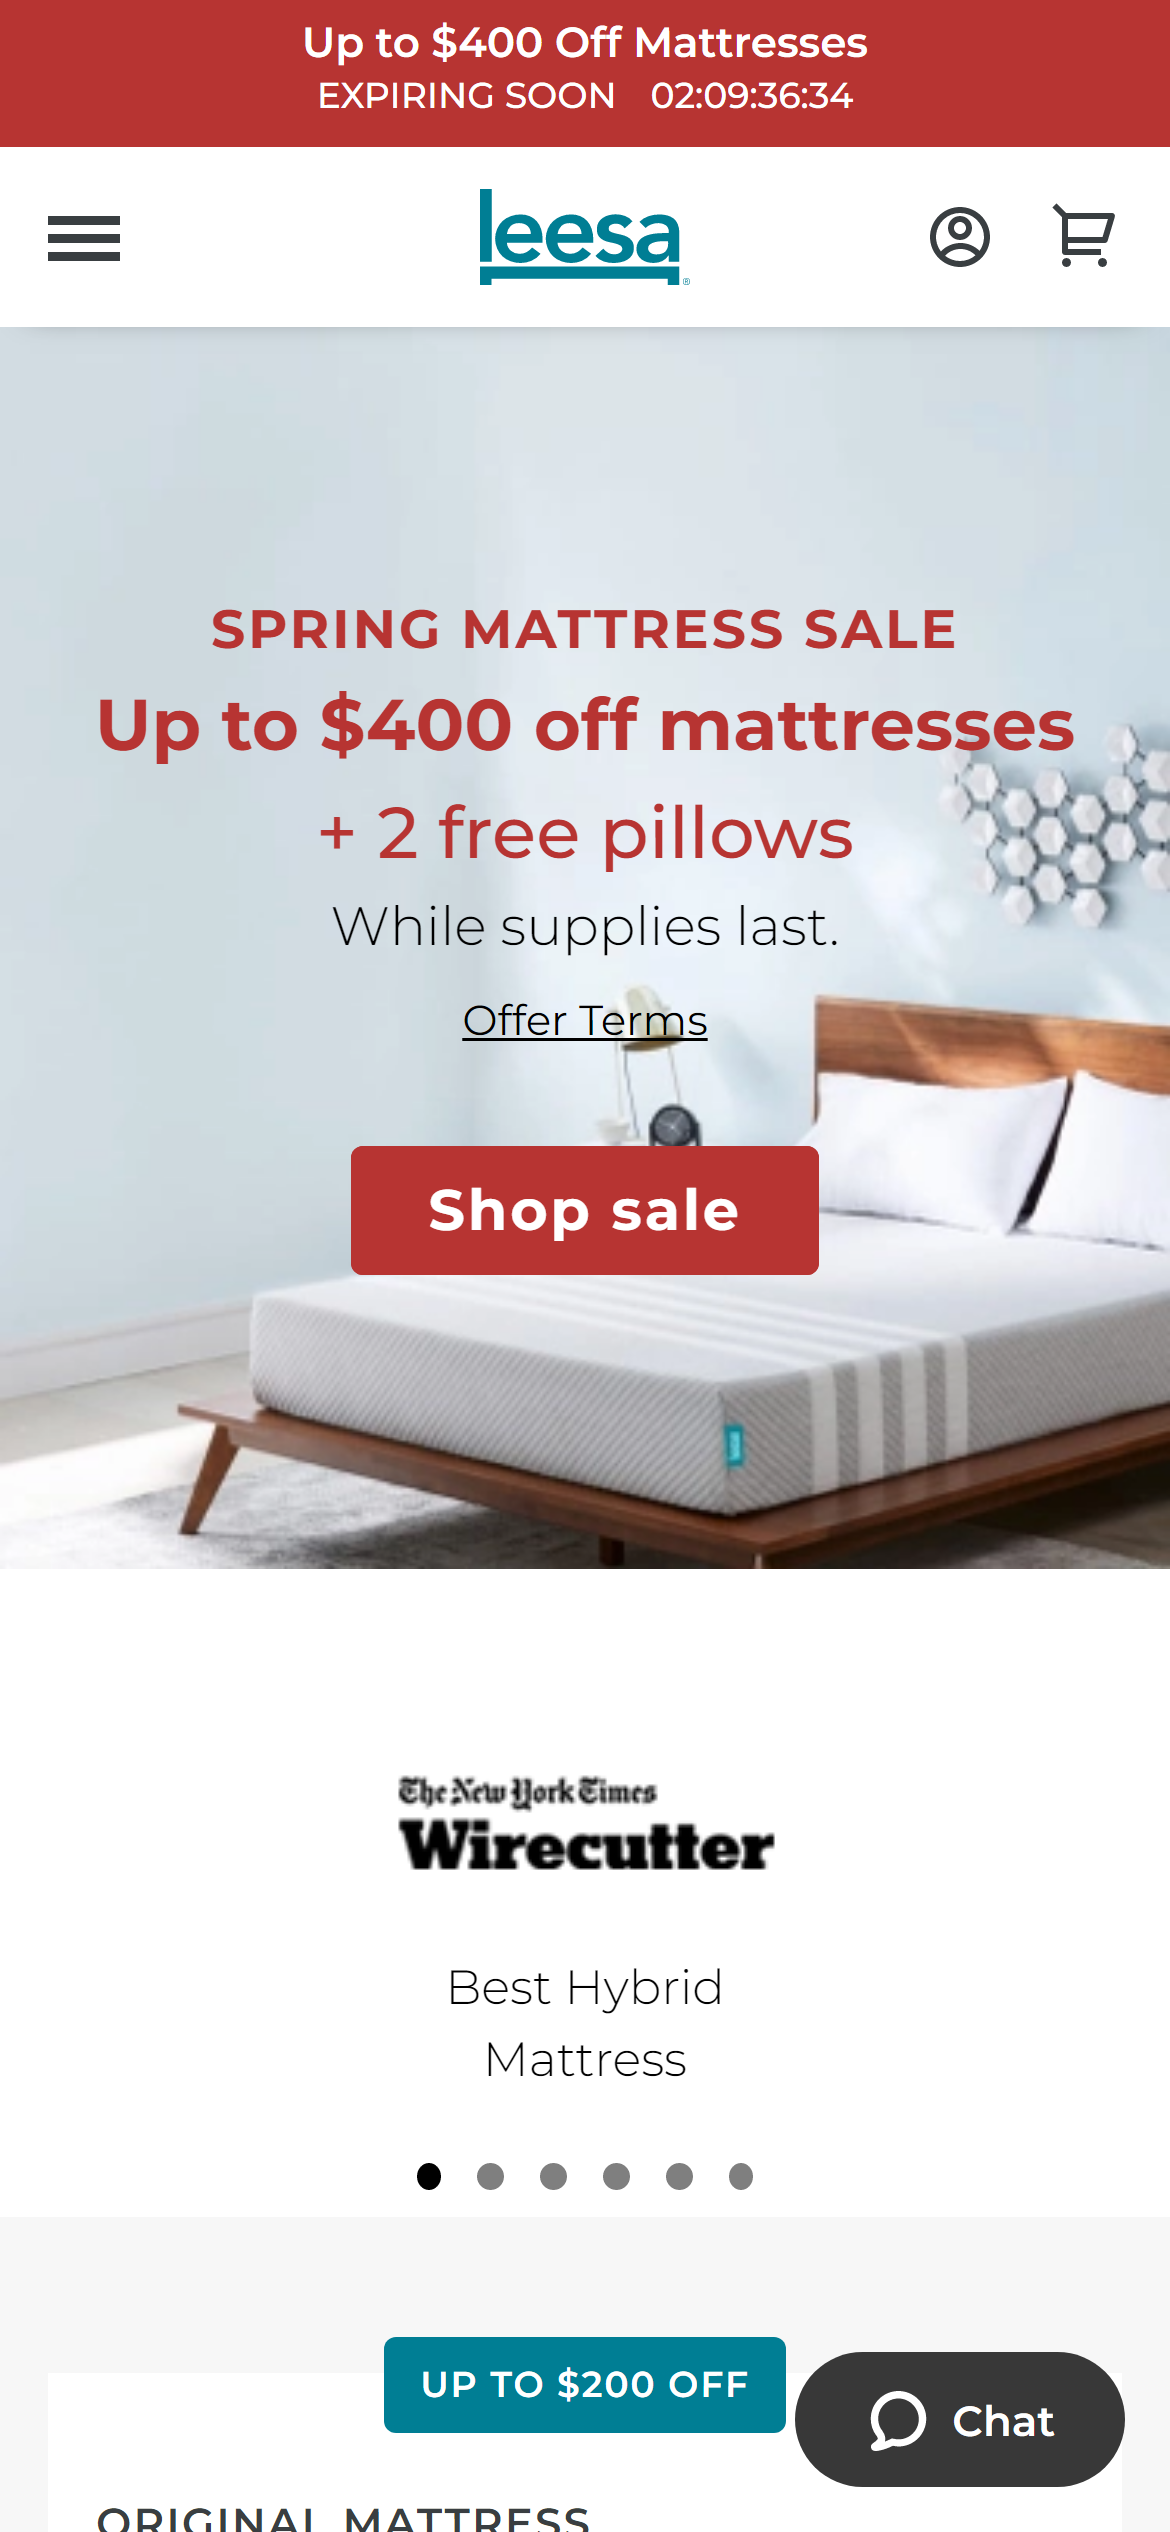 Up to $400 Off Mattresses
EXPIRING SOON 02:09:36:34
leesa
SPRING MATTRESS SALE
Up to $400 off mattresses
+ 2 free pillows
While supplies last.
Offer Terms
Shop sale
The New York Times
Wirecutter
Best Hybrid
Mattress
UP TO $200 OFF
Chat
ORIGINAL MATTRESS